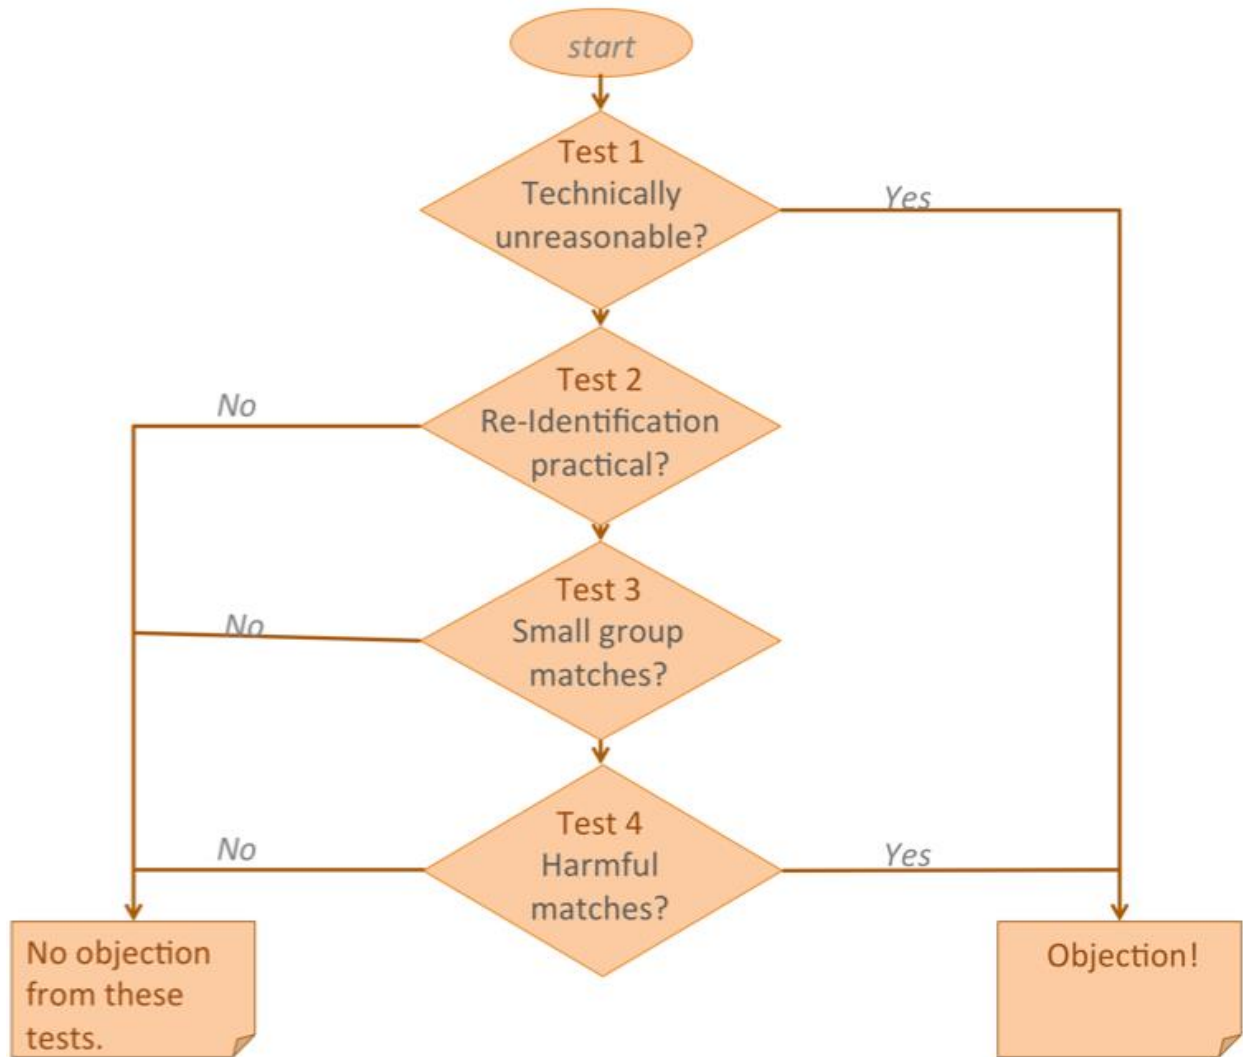 start
Test 1
Technically
unreasonable?
Yes
Test 2
Re-Identification
practical?
No
Test 3
Small group
matches?
No
Test 4
Harmful
matches?
No
Yes
No objection
from these
tests.
Objection!